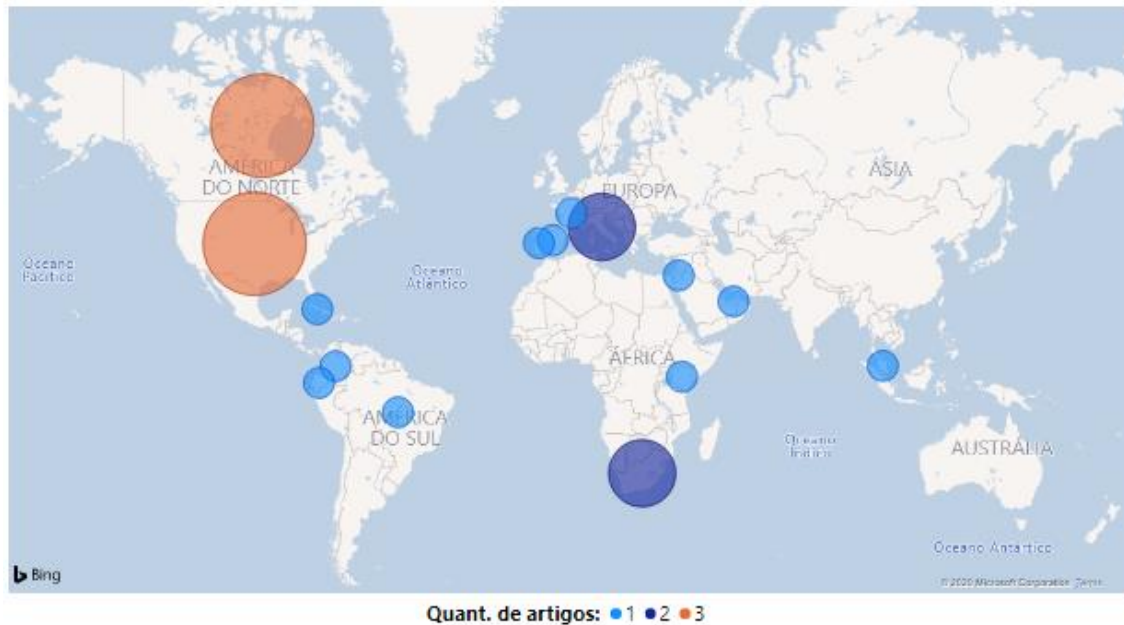 AMÉRICA
DO NORTE
EUROPA
ÁSIA
Oceano
Pacífico
Oceano
Atlântico
ÁFRICA
AMÉRICA
DO SUL
Oceano
Índico
AUSTRÁLIA
Oceano Antártico
Bing
© 2020 Microsoft Corporation Terms
Quant. de artigos: 1 2 3